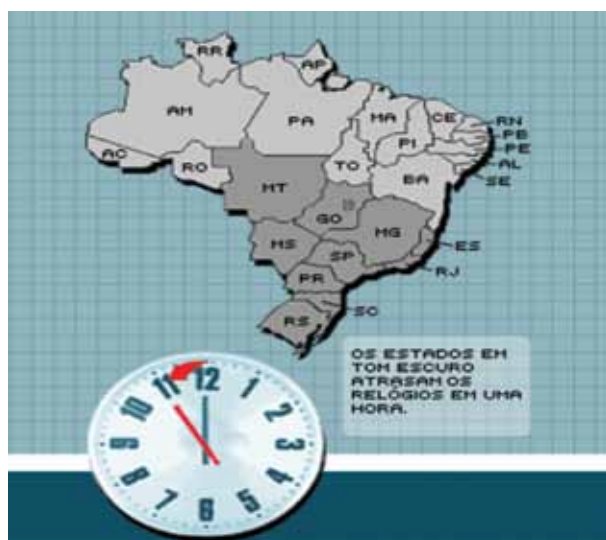 RR
AP
AM
PA
MA
CE
RN
PB
PI
PE
AC
AL
RO
TO
SE
BA
MT
GO
MG
MS
ES
SP
RJ
PR
SC
RS
OS ESTADOS EM
TOM ESCURO
ATRASAM OS
RELÓGIOS EM UMA
HORA.
12
1
2
3
4
5
6
7
8
9
10
11